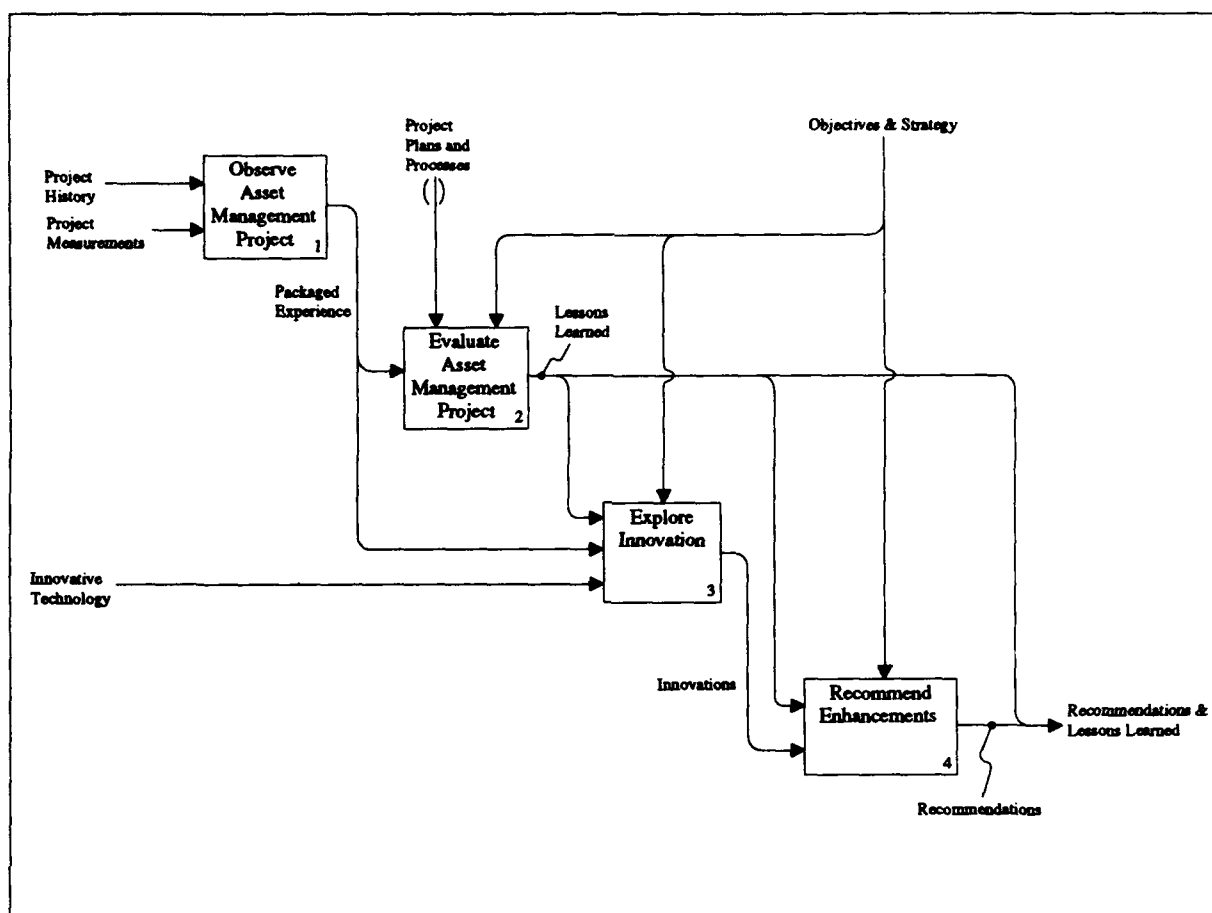 Project
Plans and
Processes
( )
Objectives & Strategy
Project
History
Project
Measurements
Observe
Asset
Management
Project
1
Packaged
Experience
Lessons
Learned
Evaluate
Asset
Management
Project
2
Explore
Innovation
3
Innovative
Technology
Innovations
Recommend
Enhancements
4
Recommendations &
Lessons Learned
Recommendations